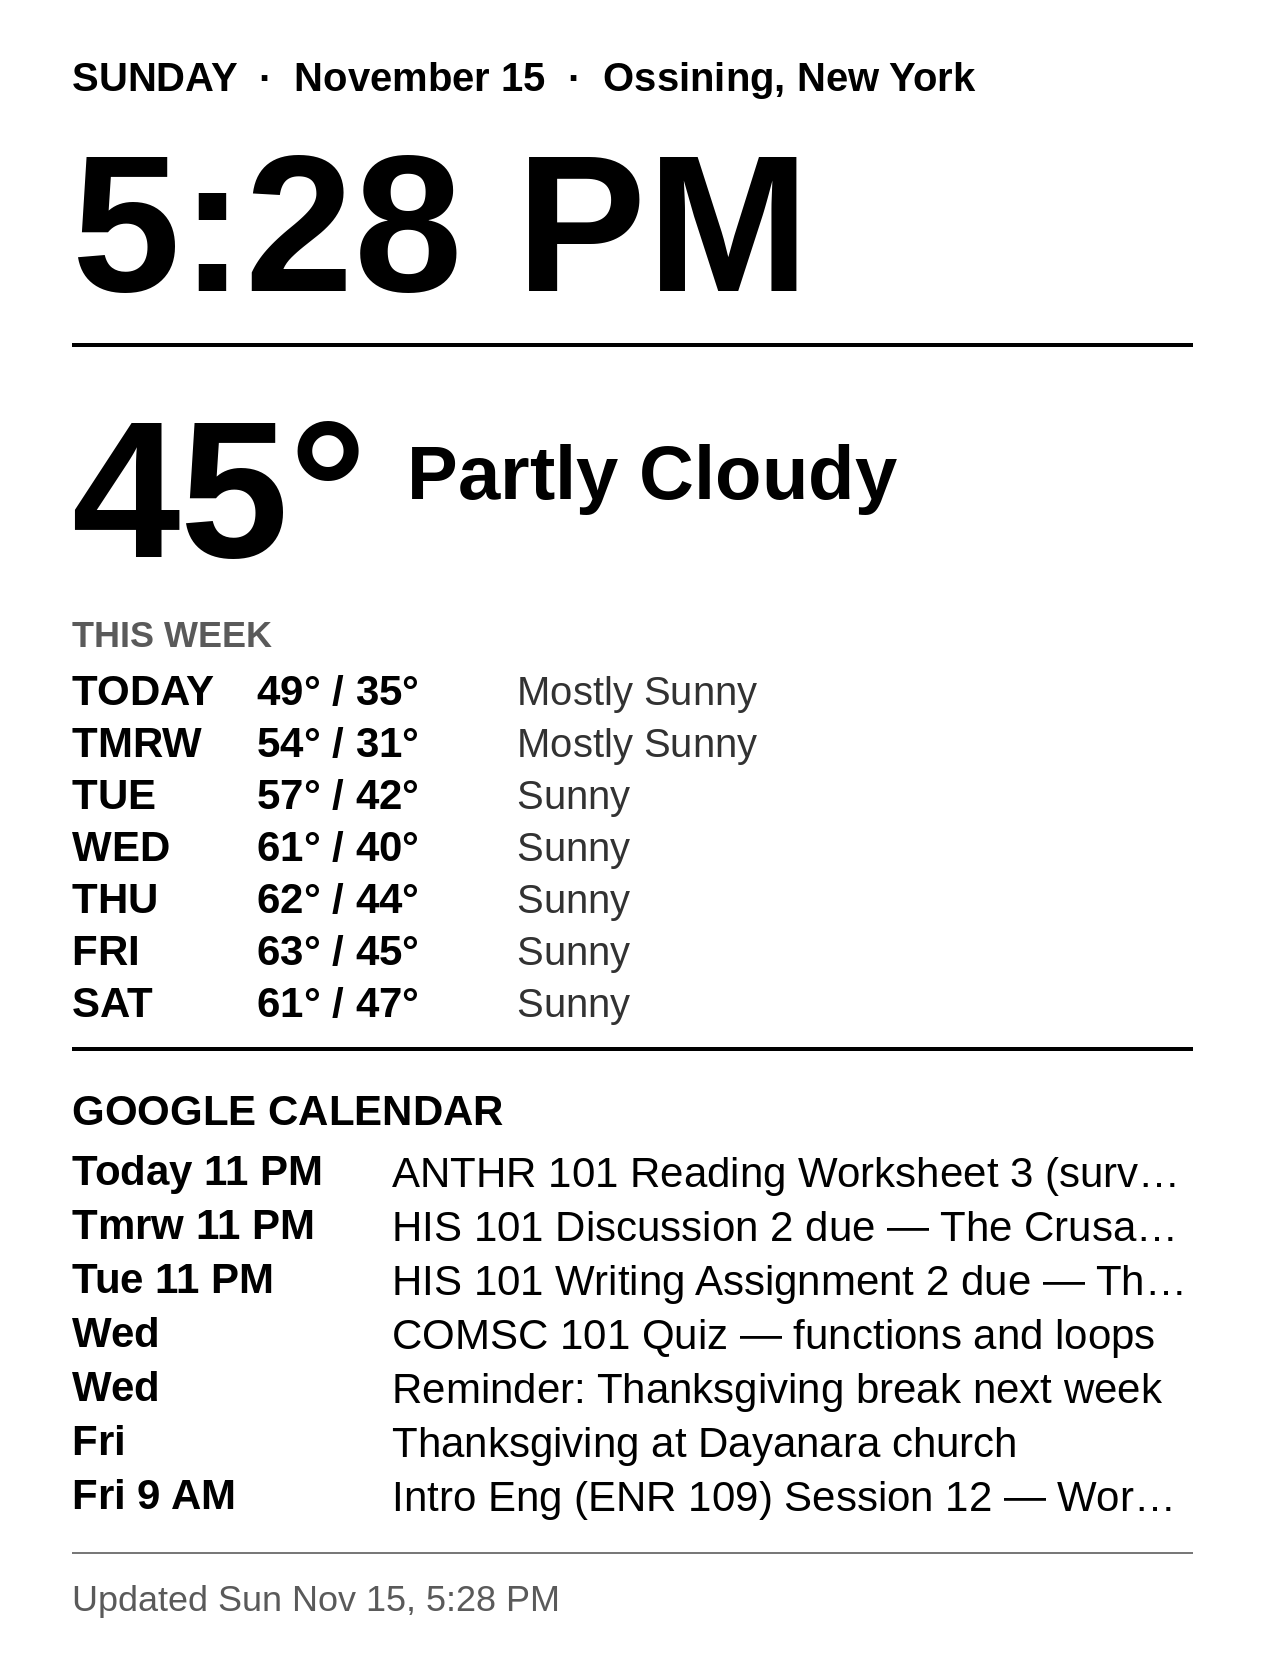 SUNDAY · November 15 · Ossining, New York
5:28 PM
45° Partly Cloudy
THIS WEEK
TODAY 49° / 35° Mostly Sunny
TMRW 54° / 31° Mostly Sunny
TUE 57° / 42° Sunny
WED 61° / 40° Sunny
THU 62° / 44° Sunny
FRI 63° / 45° Sunny
SAT 61° / 47° Sunny
GOOGLE CALENDAR
Today 11 PM ANTHR 101 Reading Worksheet 3 (surv…
Tmrw 11 PM HIS 101 Discussion 2 due — The Crusa…
Tue 11 PM HIS 101 Writing Assignment 2 due — Th…
Wed COMSC 101 Quiz — functions and loops
Wed Reminder: Thanksgiving break next week
Fri Thanksgiving at Dayanara church
Fri 9 AM Intro Eng (ENR 109) Session 12 — Wor…
Updated Sun Nov 15, 5:28 PM